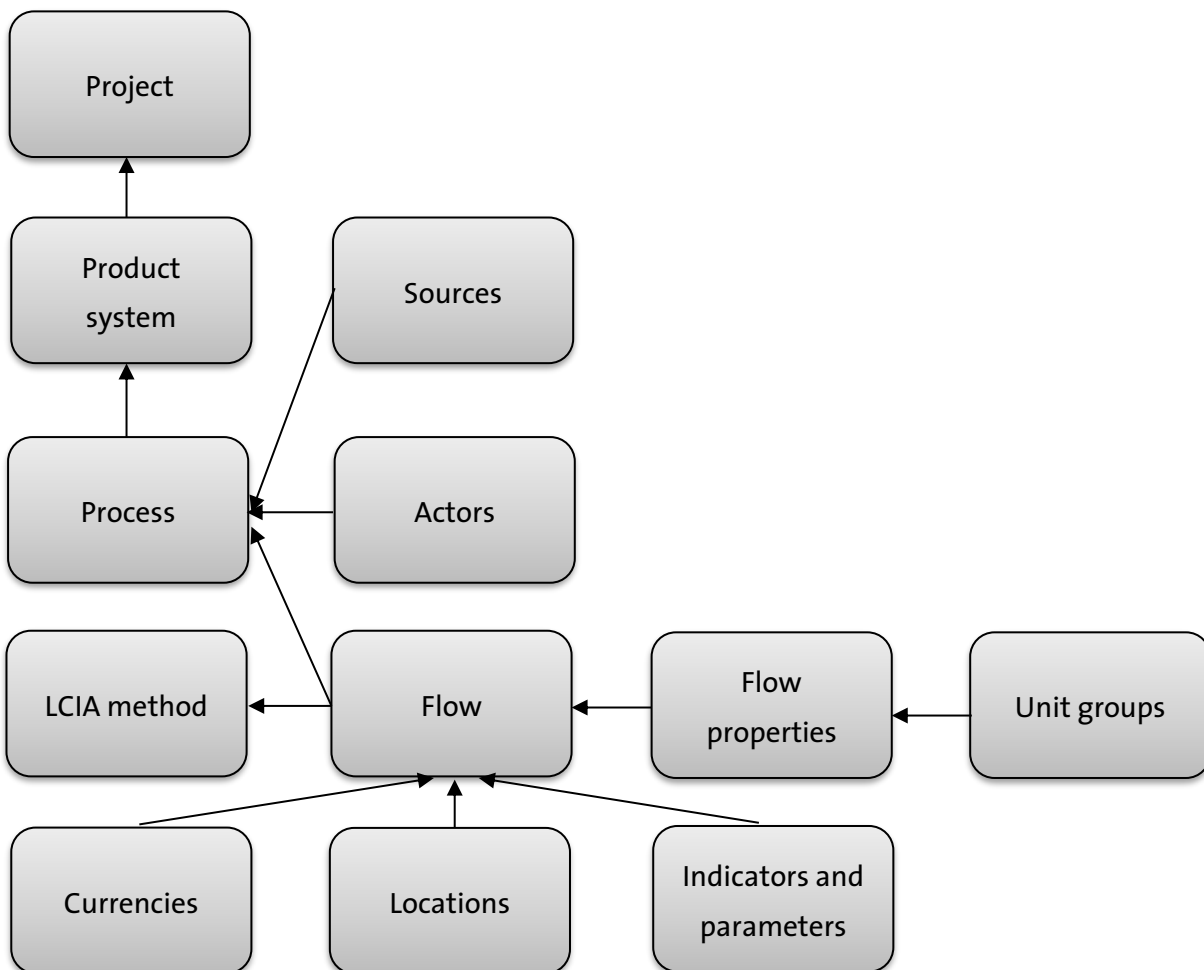 Project
Product
system
Sources
Process
Actors
LCIA method
Flow
Flow
properties
Unit groups
Currencies
Locations
Indicators and
parameters